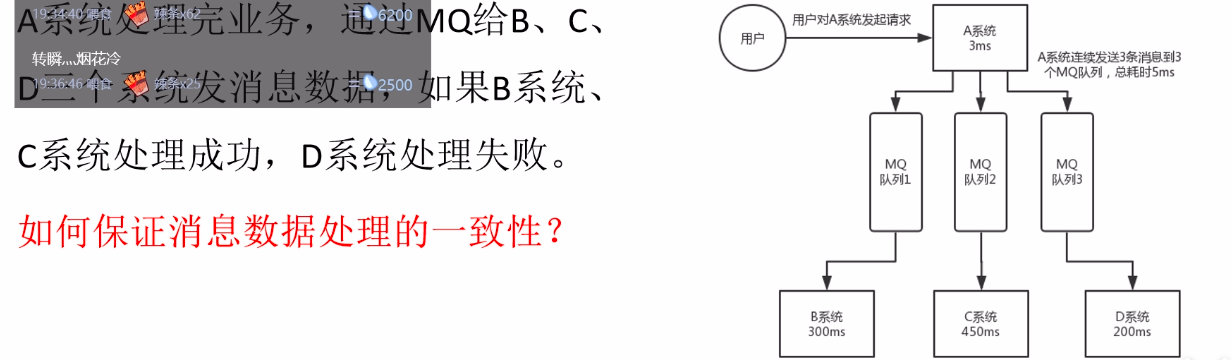 A系统处理完业务，通过MQ给B、C、
19:34:40 喂食 辣条x62 = 6200
转瞬灬烟花冷
D三个系统发消息数据，如果B系统、
19:36:46 喂食 辣条x25 = 2500
C系统处理成功，D系统处理失败。
如何保证消息数据处理的一致性？
用户
用户对A系统发起请求
A系统
3ms
A系统连续发送3条消息到3
个MQ队列，总耗时5ms
MQ
队列1
MQ
队列2
MQ
队列3
B系统
300ms
C系统
450ms
D系统
200ms